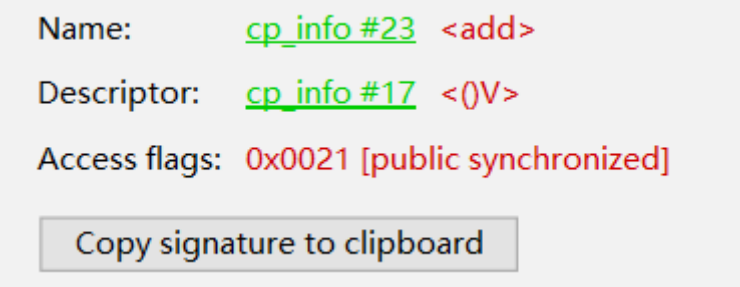 Name: cp_info #23 <add>
Descriptor: cp_info #17 <()V>
Access flags: 0x0021 [public synchronized]
Copy signature to clipboard